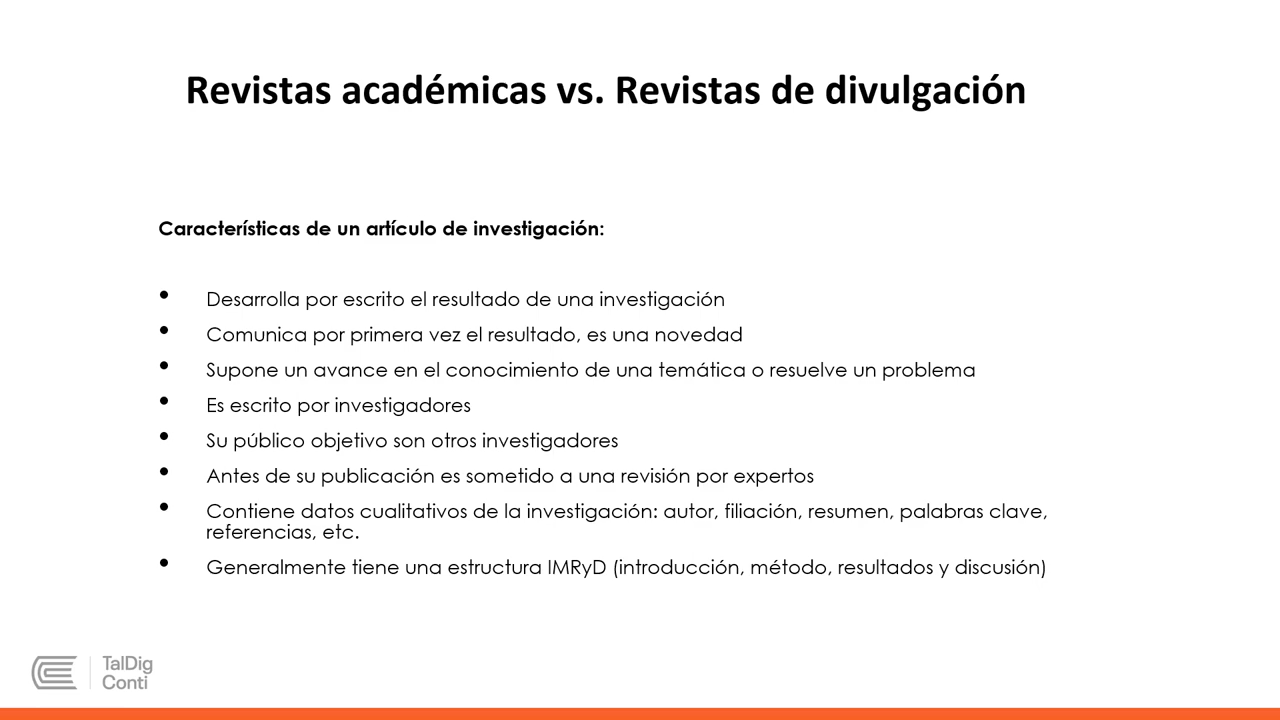 Revistas académicas vs. Revistas de divulgación
Características de un artículo de investigación:
• Desarrolla por escrito el resultado de una investigación
• Comunica por primera vez el resultado, es una novedad
• Supone un avance en el conocimiento de una temática o resuelve un problema
• Es escrito por investigadores
• Su público objetivo son otros investigadores
• Antes de su publicación es sometido a una revisión por expertos
• Contiene datos cualitativos de la investigación: autor, filiación, resumen, palabras clave,
referencias, etc.
• Generalmente tiene una estructura IMRyD (introducción, método, resultados y discusión)
TalDig
Conti